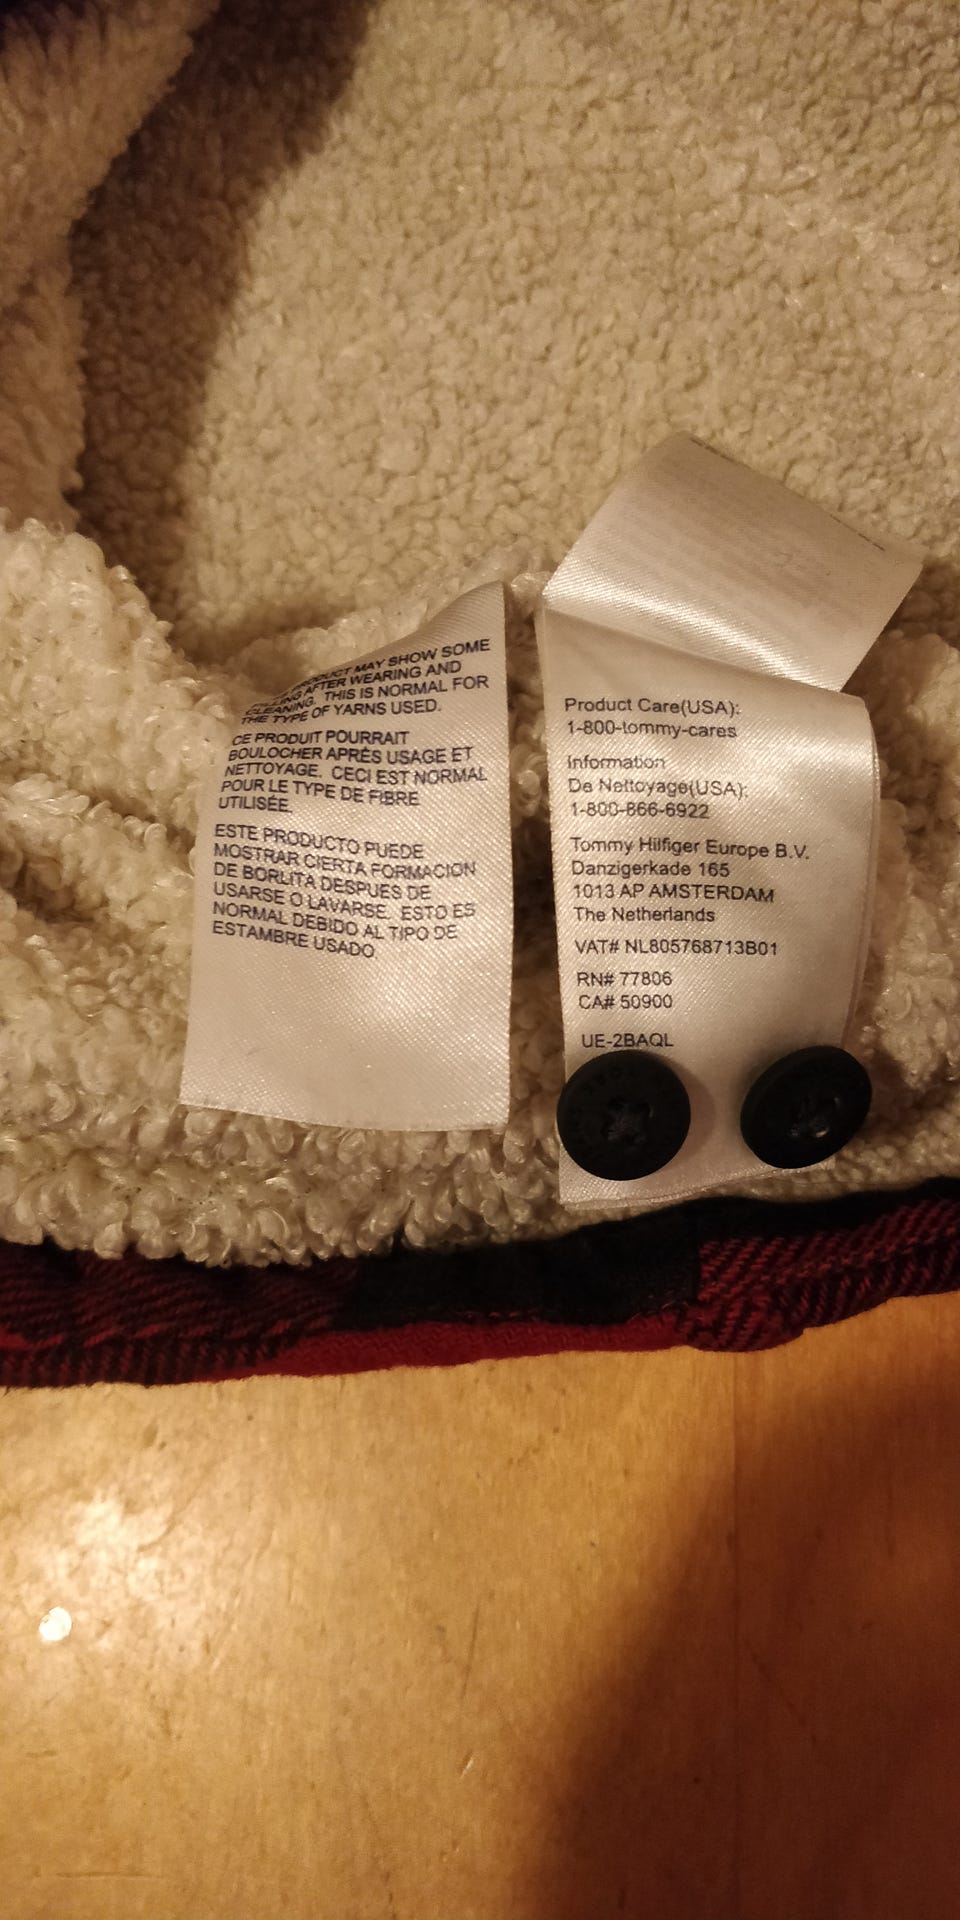 PRODUCT MAY SHOW SOME
AFTER WEARING AND
CLEANING. THIS IS NORMAL FOR
THE TYPE OF YARNS USED.
CE PRODUIT POURRAIT
BOULOCHER APRÈS USAGE ET
NETTOYAGE. CECI EST NORMAL
POUR LE TYPE DE FIBRE
UTILISÉE.
ESTE PRODUCTO PUEDE
MOSTRAR CIERTA FORMACION
DE BORLITA DESPUES DE
USARSE O LAVARSE. ESTO ES
NORMAL DEBIDO AL TIPO DE
ESTAMBRE USADO
Product Care(USA):
1-800-tommy-cares
Information
De Nettoyage(USA):
1-800-866-6922
Tommy Hilfiger Europe B.V.
Danzigerkade 165
1013 AP AMSTERDAM
The Netherlands
VAT# NL805768713B01
RN# 77806
CA# 50900
UE-2BAQL